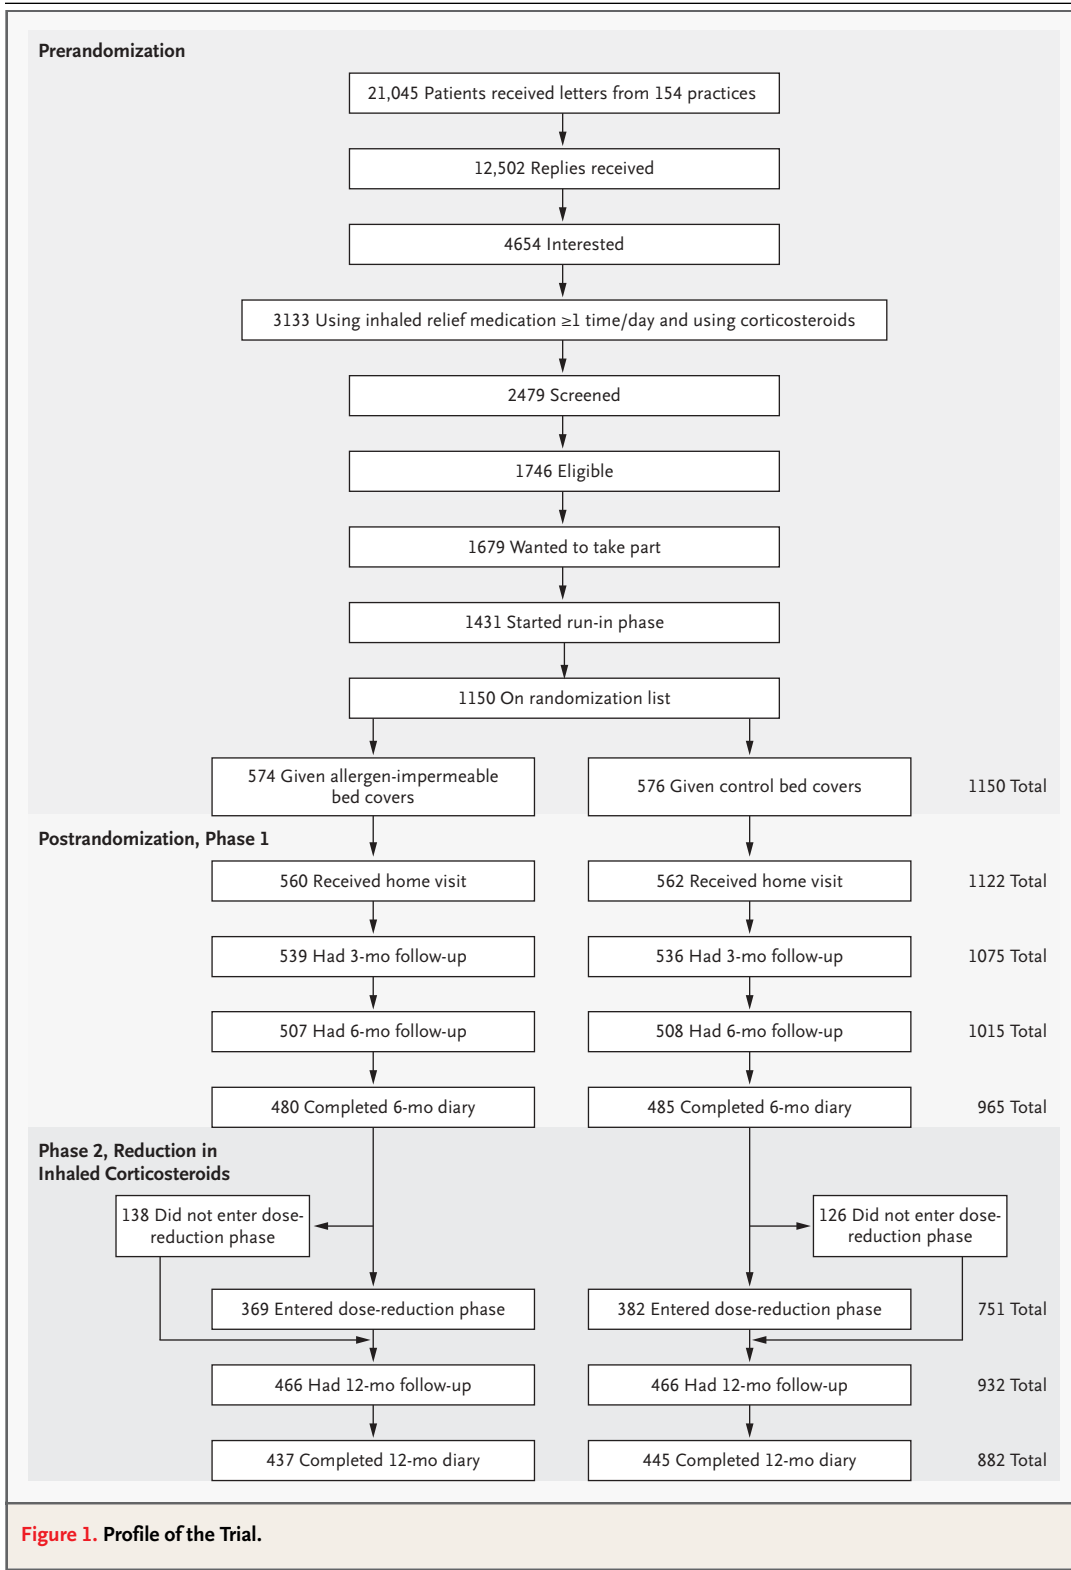 Prerandomization
21,045 Patients received letters from 154 practices
12,502 Replies received
4654 Interested
3133 Using inhaled relief medication ≥1 time/day and using corticosteroids
2479 Screened
1746 Eligible
1679 Wanted to take part
1431 Started run-in phase
1150 On randomization list
574 Given allergen-impermeable
bed covers
576 Given control bed covers
1150 Total
Postrandomization, Phase 1
560 Received home visit
562 Received home visit
1122 Total
539 Had 3-mo follow-up
536 Had 3-mo follow-up
1075 Total
507 Had 6-mo follow-up
508 Had 6-mo follow-up
1015 Total
480 Completed 6-mo diary
485 Completed 6-mo diary
965 Total
Phase 2, Reduction in
Inhaled Corticosteroids
138 Did not enter dose-
reduction phase
126 Did not enter dose-
reduction phase
369 Entered dose-reduction phase
382 Entered dose-reduction phase
751 Total
466 Had 12-mo follow-up
466 Had 12-mo follow-up
932 Total
437 Completed 12-mo diary
445 Completed 12-mo diary
882 Total
Figure 1. Profile of the Trial.